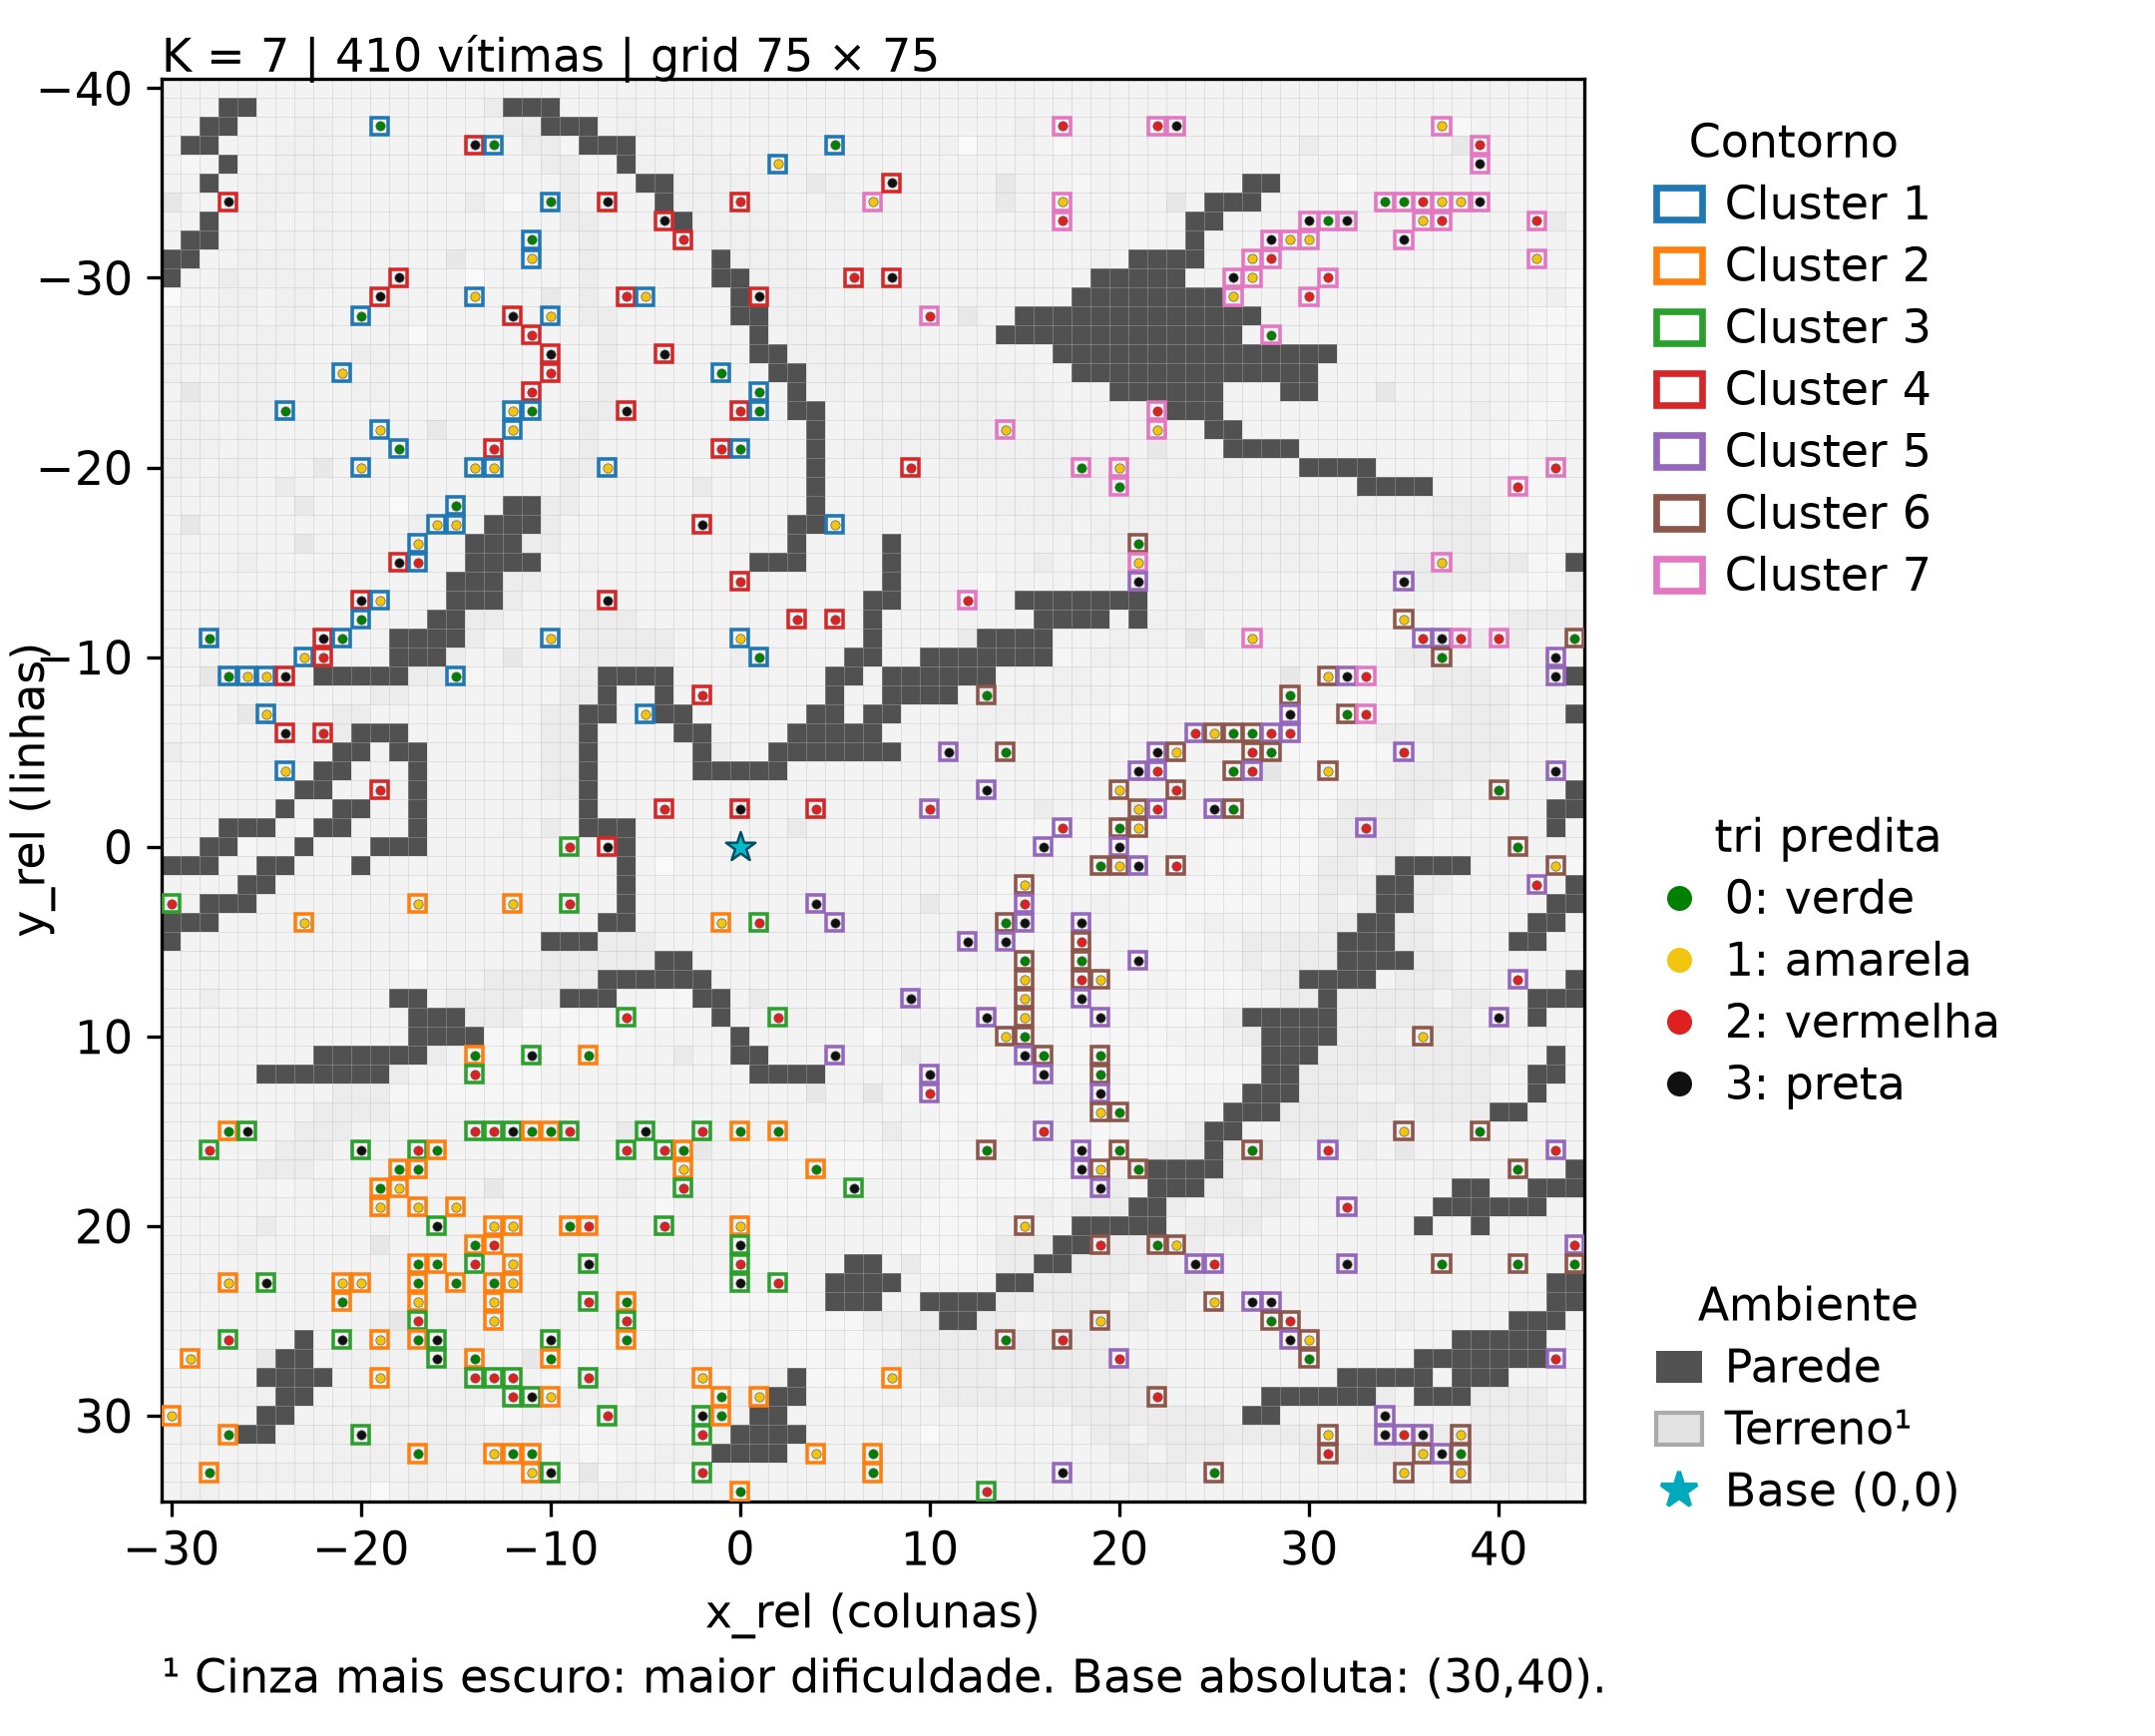 K = 7 | 410 vítimas | grid 75 × 75
−40
−30
−20
−10
0
10
20
30
y_rel (linhas)
−30
−20
−10
0
10
20
30
40
x_rel (colunas)
Contorno
Cluster 1
Cluster 2
Cluster 3
Cluster 4
Cluster 5
Cluster 6
Cluster 7
tri predita
0: verde
1: amarela
2: vermelha
3: preta
Ambiente
Parede
Terreno¹
Base (0,0)
¹ Cinza mais escuro: maior dificuldade. Base absoluta: (30,40).